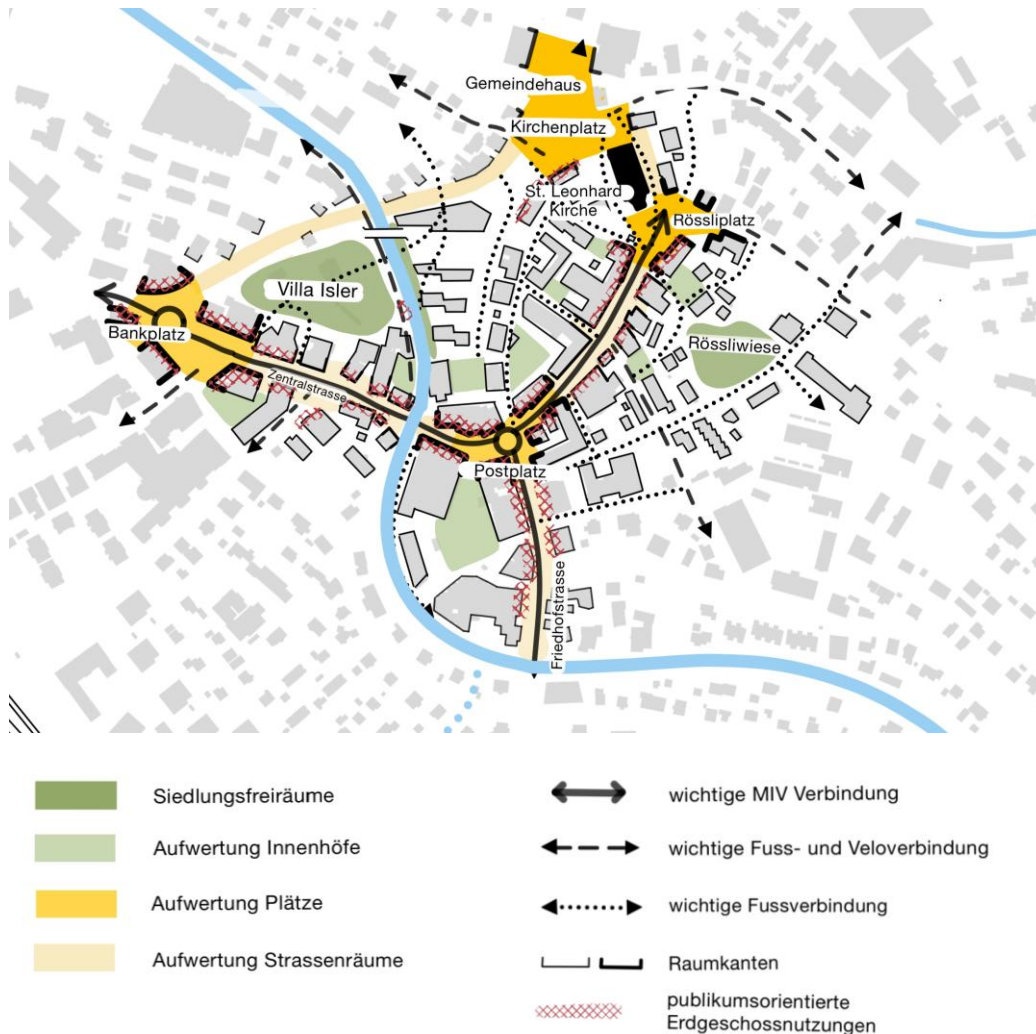 Gemeindehaus
Kirchenplatz
St. Leonhard
Kirche
Rössliplatz
Villa Isler
Bankplatz
Rössliwiese
Zentralstrasse
Postplatz
Friedhofstrasse
Siedlungsfreiräume
Aufwertung Innenhöfe
Aufwertung Plätze
Aufwertung Strassenräume
wichtige MIV Verbindung
wichtige Fuss- und Veloverbindung
wichtige Fussverbindung
Raumkanten
publikumsorientierte
Erdgeschossnutzungen